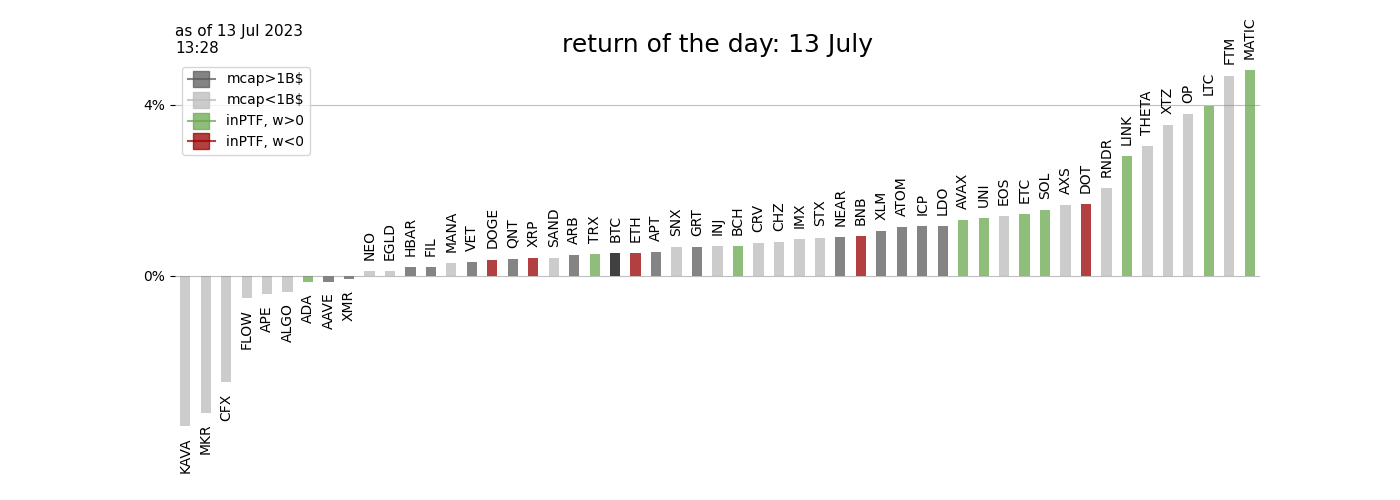 as of 13 Jul 2023
13:28
return of the day: 13 July
mcap>1B$
mcap<1B$
inPTF, w>0
inPTF, w<0
4%
0%
KAVA
MKR
CFX
FLOW
APE
ALGO
ADA
AAVE
XMR
NEO
EGLD
HBAR
FIL
MANA
VET
DOGE
QNT
XRP
SAND
ARB
TRX
BTC
ETH
APT
SNX
GRT
INJ
BCH
CRV
CHZ
IMX
STX
NEAR
BNB
XLM
ATOM
ICP
LDO
AVAX
UNI
EOS
ETC
SOL
AXS
DOT
RNDR
LINK
THETA
XTZ
OP
LTC
FTM
MATIC